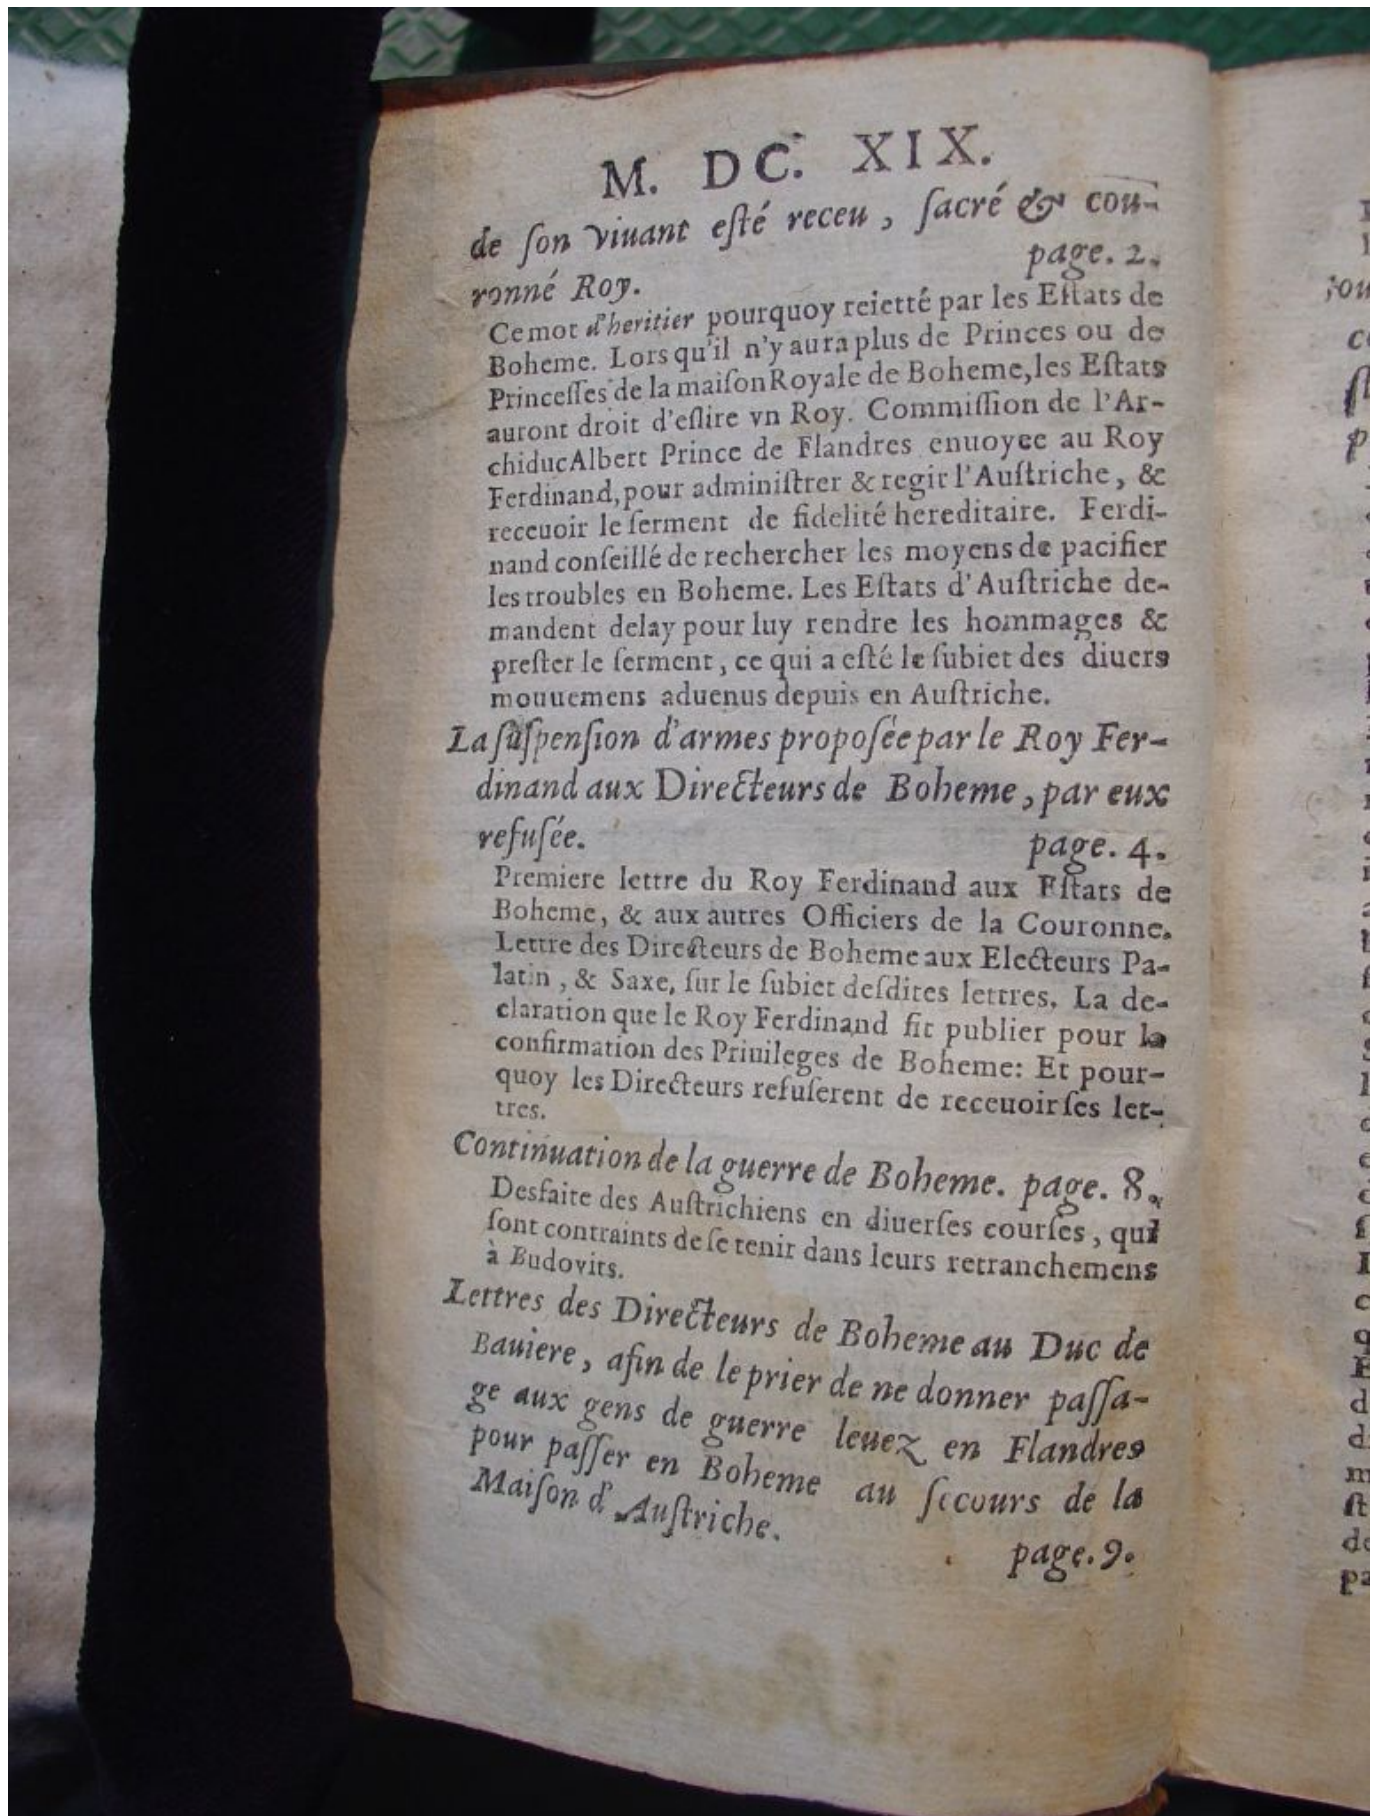 M. DC. XIX.
de ſon viuant eſté receu, ſacré & cou-
ronné Roy. page. 2.
Ce mot d'heritier pourquoy reietté par les Eſtats de
Boheme. Lors qu'il n'y aura plus de Princes ou de
Princeſſes de la maiſon Royale de Boheme, les Eſtats
auront droit d'eſlire vn Roy. Commiſſion de l'Ar-
chiduc Albert Prince de Flandres enuoyee au Roy
Ferdinand, pour adminiſtrer & regir l'Auſtriche, &
receuoir le ſerment de fidelité hereditaire. Ferdi-
nand conſeillé de rechercher les moyens de pacifier
les troubles en Boheme. Les Eſtats d'Auſtriche de-
mandent delay pour luy rendre les hommages &
preſter le ſerment, ce qui a eſté le ſubiet des diuers
mouuemens aduenus depuis en Auſtriche.
La ſuſpenſion d'armes propoſée par le Roy Fer-
dinand aux Directeurs de Boheme, par eux
refuſée. page. 4.
Premiere lettre du Roy Ferdinand aux Eſtats de
Boheme, & aux autres Officiers de la Couronne.
Lettre des Directeurs de Boheme aux Electeurs Pa-
latin, & Saxe, ſur le ſubiet deſdites lettres. La de-
claration que le Roy Ferdinand fit publier pour la
confirmation des Priuileges de Boheme: Et pour-
quoy les Directeurs refuſerent de receuoir ſes let-
tres.
Continuation de la guerre de Boheme. page. 8.
Desfaite des Auſtrichiens en diuerſes courſes, qui
ſont contraints de ſe tenir dans leurs retranchemens
à Budovits.
Lettres des Directeurs de Boheme au Duc de
Bauiere, afin de le prier de ne donner paſſa-
ge aux gens de guerre leuez en Flandres
pour paſſer en Boheme au ſecours de la
Maiſon d'Auſtriche.
page. 9.